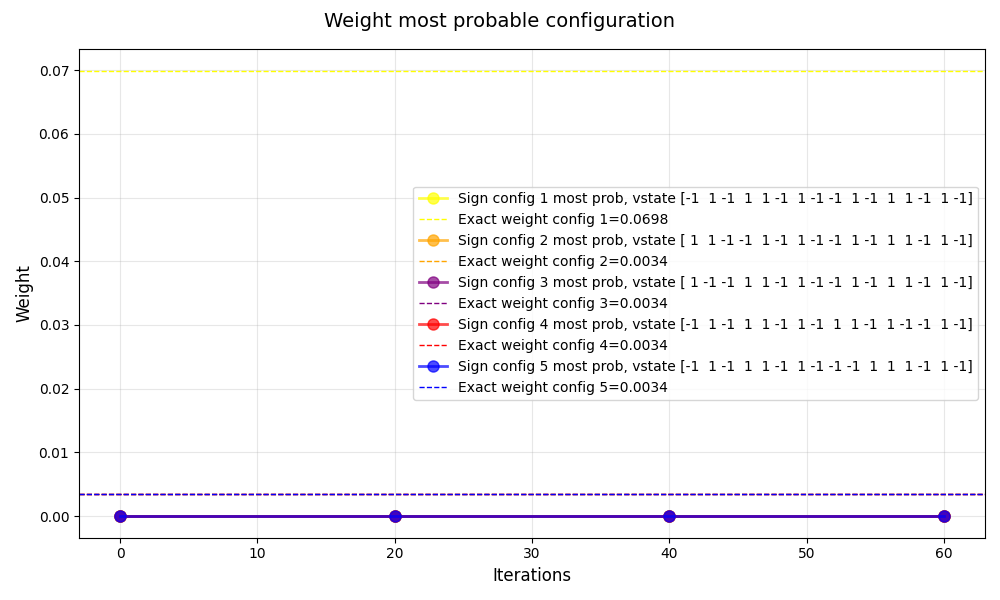 Weight most probable configuration
Weight
0.07
0.06
0.05
0.04
0.03
0.02
0.01
0.00
Sign config 1 most prob, vstate [-1  1 -1  1  1 -1  1 -1 -1  1 -1  1  1 -1  1 -1]
Exact weight config 1=0.0698
Sign config 2 most prob, vstate [ 1  1 -1 -1  1 -1  1 -1 -1  1 -1  1  1 -1  1 -1]
Exact weight config 2=0.0034
Sign config 3 most prob, vstate [ 1 -1 -1  1  1 -1  1 -1 -1  1 -1  1  1 -1  1 -1]
Exact weight config 3=0.0034
Sign config 4 most prob, vstate [-1  1 -1  1  1 -1  1 -1  1  1 -1  1 -1 -1  1 -1]
Exact weight config 4=0.0034
Sign config 5 most prob, vstate [-1  1 -1  1  1 -1  1 -1 -1 -1  1  1  1 -1  1 -1]
Exact weight config 5=0.0034
0 10 20 30 40 50 60
Iterations